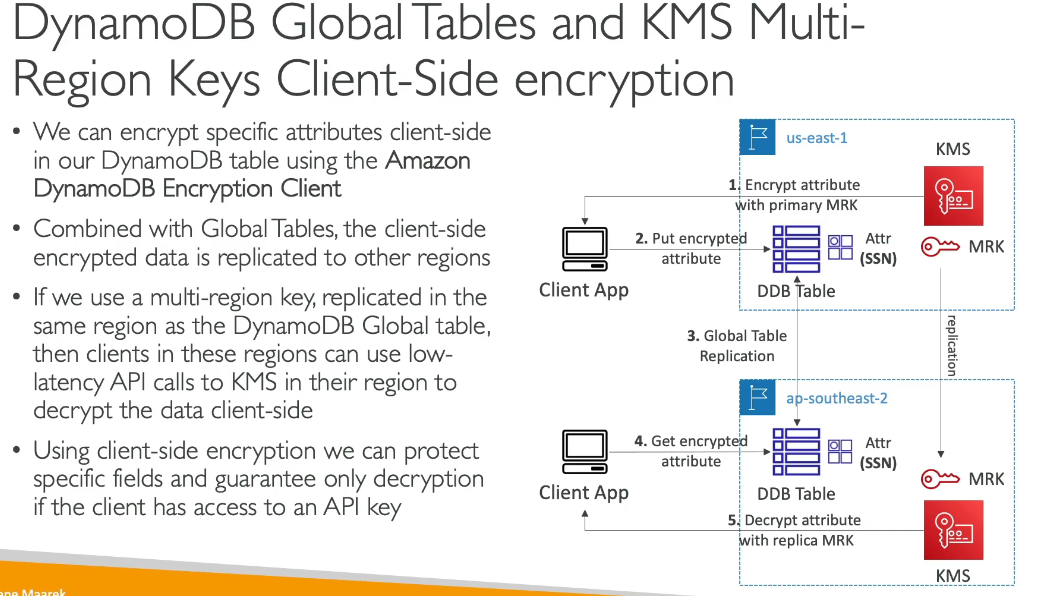 DynamoDB Global Tables and KMS Multi-
Region Keys Client-Side encryption
• We can encrypt specific attributes client-side
in our DynamoDB table using the Amazon
DynamoDB Encryption Client
• Combined with Global Tables, the client-side
encrypted data is replicated to other regions
• If we use a multi-region key, replicated in the
same region as the DynamoDB Global table,
then clients in these regions can use low-
latency API calls to KMS in their region to
decrypt the data client-side
• Using client-side encryption we can protect
specific fields and guarantee only decryption
if the client has access to an API key
us-east-1
KMS
1. Encrypt attribute
with primary MRK
2. Put encrypted
attribute
Attr
(SSN)
MRK
Client App
DDB Table
3. Global Table
Replication
replication
ap-southeast-2
4. Get encrypted
attribute
Attr
(SSN)
MRK
Client App
DDB Table
5. Decrypt attribute
with replica MRK
KMS
Maarek